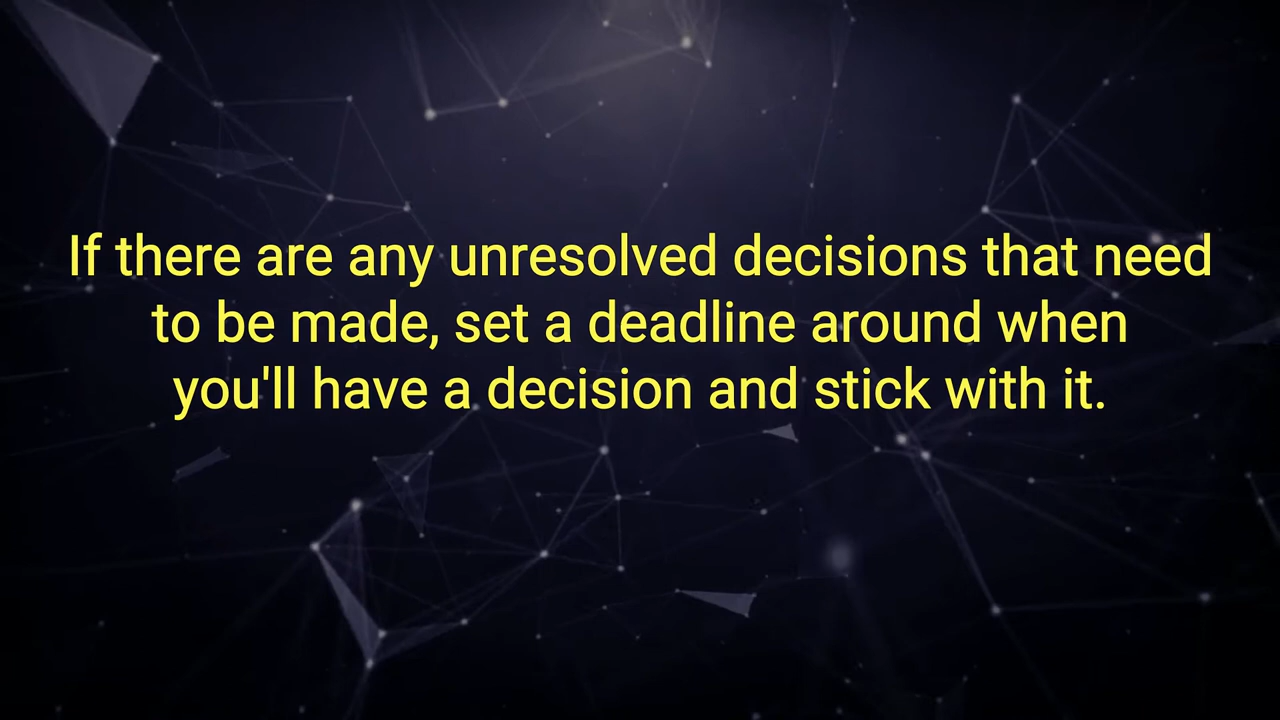 If there are any unresolved decisions that need
to be made, set a deadline around when
you'll have a decision and stick with it.